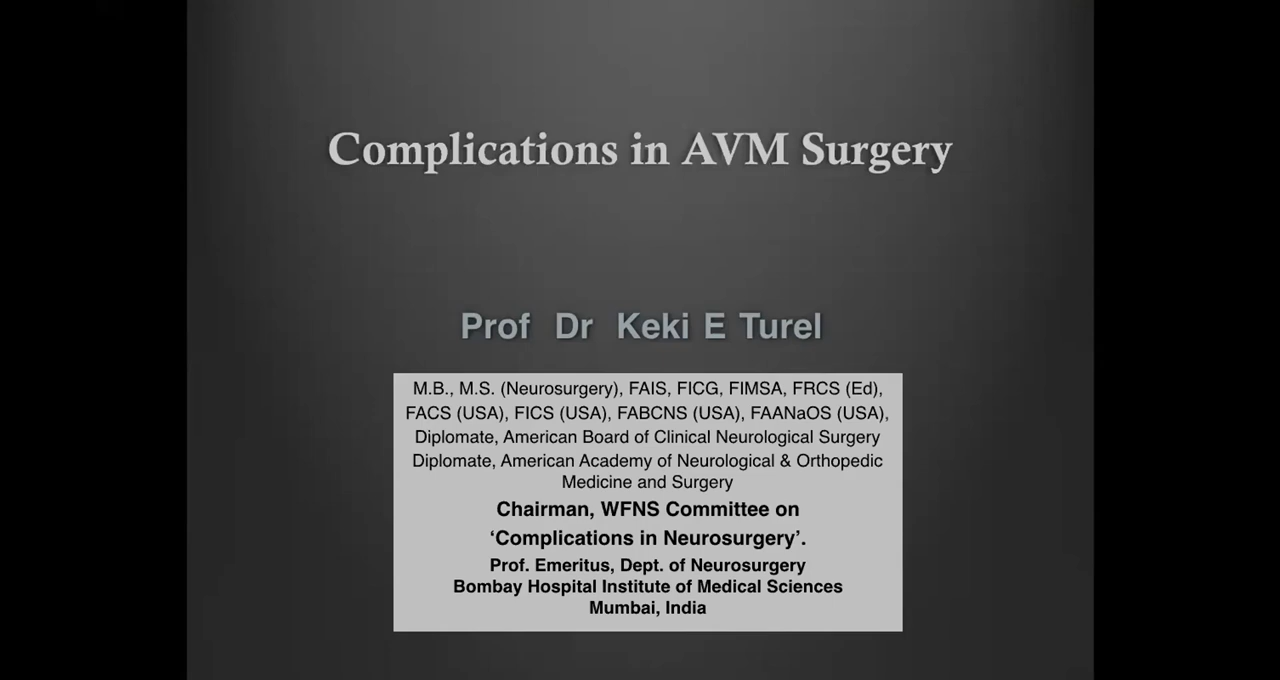 Complications in AVM Surgery
Prof Dr Keki E Turel
M.B., M.S. (Neurosurgery), FAIS, FICG, FIMSA, FRCS (Ed),
FACS (USA), FICS (USA), FABCNS (USA), FAANaOS (USA),
Diplomate, American Board of Clinical Neurological Surgery
Diplomate, American Academy of Neurological & Orthopedic
Medicine and Surgery
Chairman, WFNS Committee on
‘Complications in Neurosurgery’.
Prof. Emeritus, Dept. of Neurosurgery
Bombay Hospital Institute of Medical Sciences
Mumbai, India